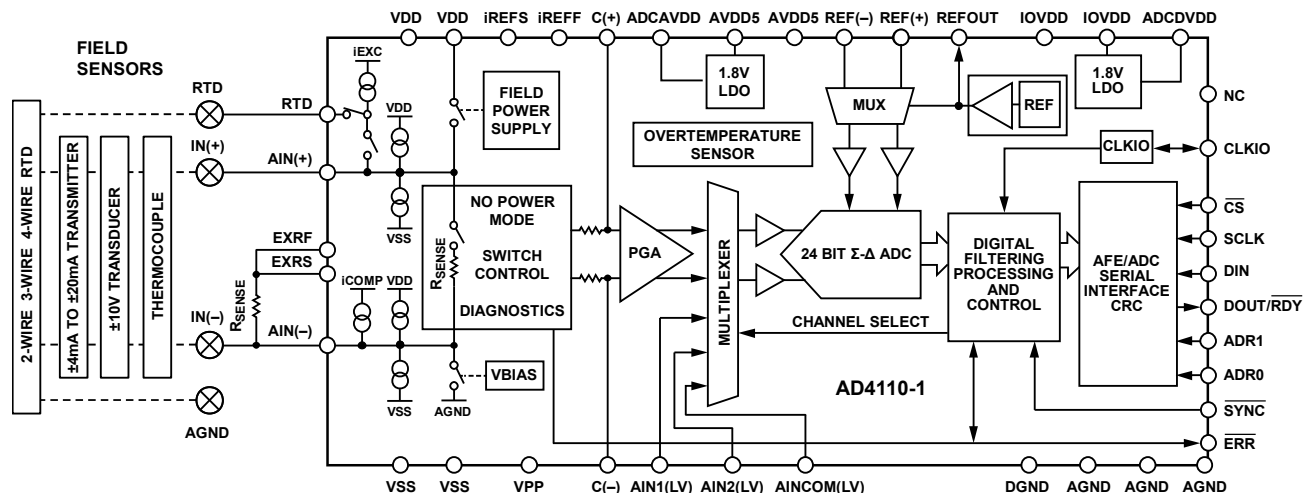 VDD VDD iREFS iREFF C(+) ADCAVDD AVDD5 AVDD5 REF(–) REF(+) REFOUT IOVDD IOVDD ADCDVDD
FIELD
SENSORS
RTD
IN(+)
IN(–)
AGND
2-WIRE 3-WIRE 4-WIRE RTD
±4mA TO ±20mA TRANSMITTER
±10V TRANSDUCER
THERMOCOUPLE
RSENSE
RTD
AIN(+)
EXRF
EXRS
AIN(–)
iEXC
VDD
VSS
FIELD
POWER
SUPPLY
NO POWER
MODE
SWITCH
CONTROL
DIAGNOSTICS
RSENSE
iCOMP
VDD
VSS
VBIAS
AGND
1.8V
LDO
OVERTEMPERATURE
SENSOR
MUX
REF
1.8V
LDO
PGA
MULTIPLEXER
24 BIT Σ-Δ ADC
DIGITAL
FILTERING
PROCESSING
AND
CONTROL
CLKIO
AFE/ADC
SERIAL
INTERFACE
CRC
CHANNEL SELECT
AD4110-1
NC
CLKIO
CS
SCLK
DIN
DOUT/RDY
ADR1
ADR0
SYNC
ERR
VSS VSS VPP C(–) AIN1(LV) AIN2(LV) AINCOM(LV) DGND AGND AGND AGND